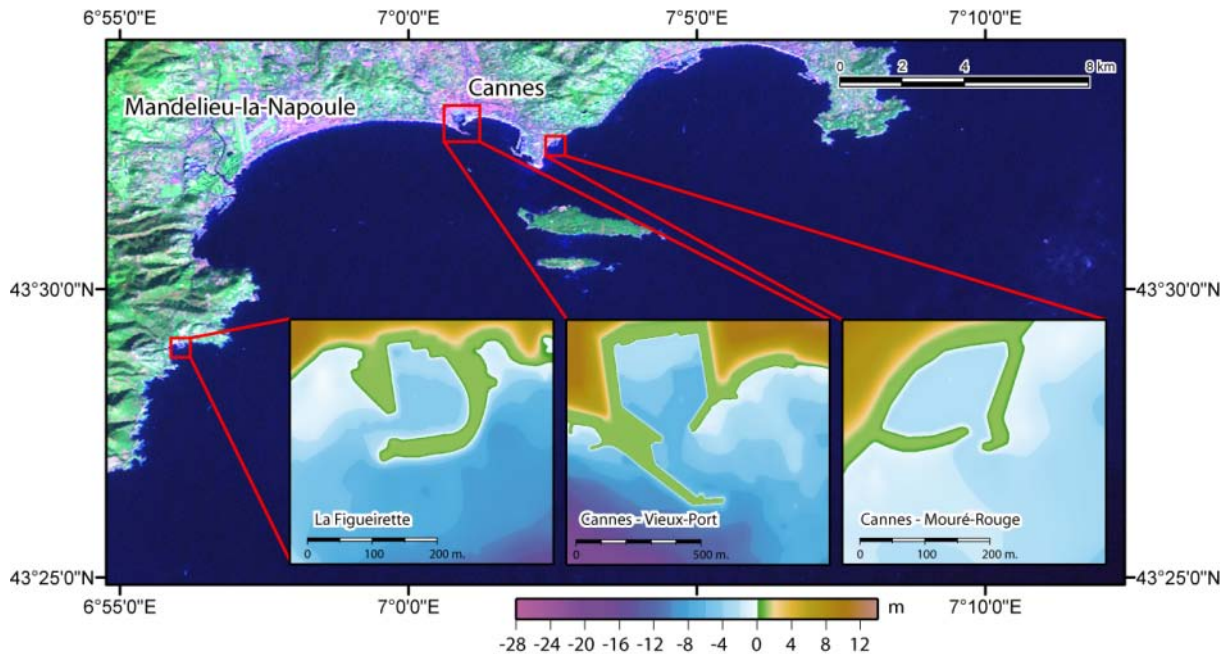 6°55'0"E 7°0'0"E 7°5'0"E 7°10'0"E
Cannes
Mandelieu-la-Napoule
0 2 4 8 km
43°30'0"N 43°30'0"N
La Figueirette
0 100 200 m.
Cannes - Vieux-Port
0 500 m.
Cannes - Mouré-Rouge
0 100 200 m.
43°25'0"N 43°25'0"N
6°55'0"E 7°0'0"E 7°5'0"E 7°10'0"E
m
-28 -24 -20 -16 -12 -8 -4 0 4 8 12